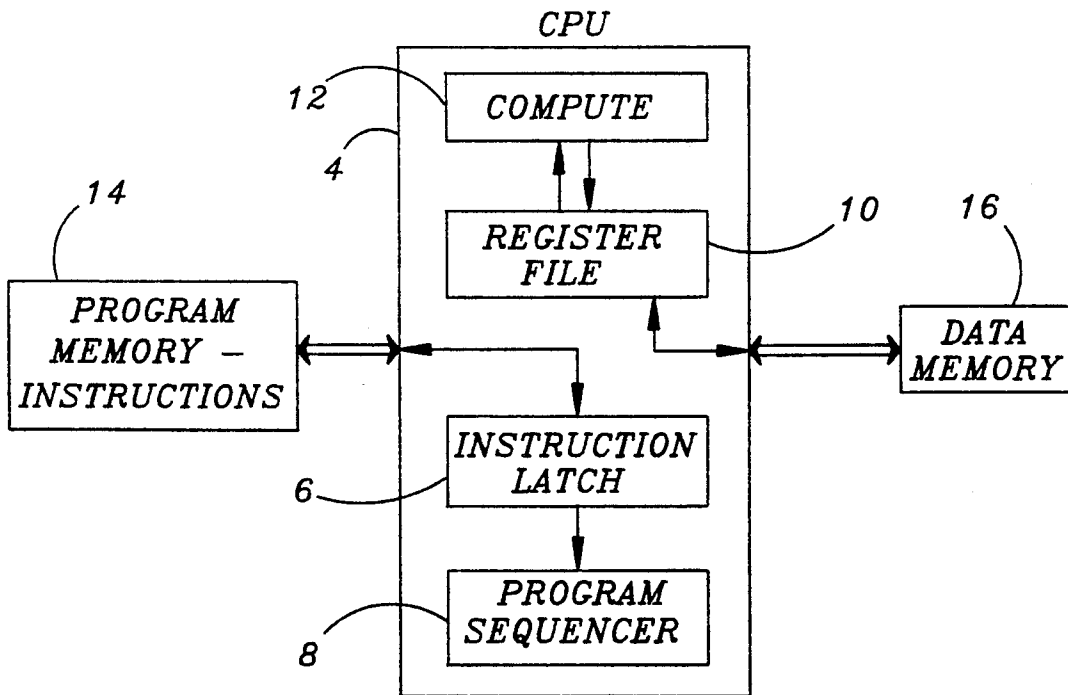 CPU
12
COMPUTE
4
14
10
16
REGISTER
FILE
PROGRAM
MEMORY –
INSTRUCTIONS
DATA
MEMORY
INSTRUCTION
LATCH
6
PROGRAM
SEQUENCER
8